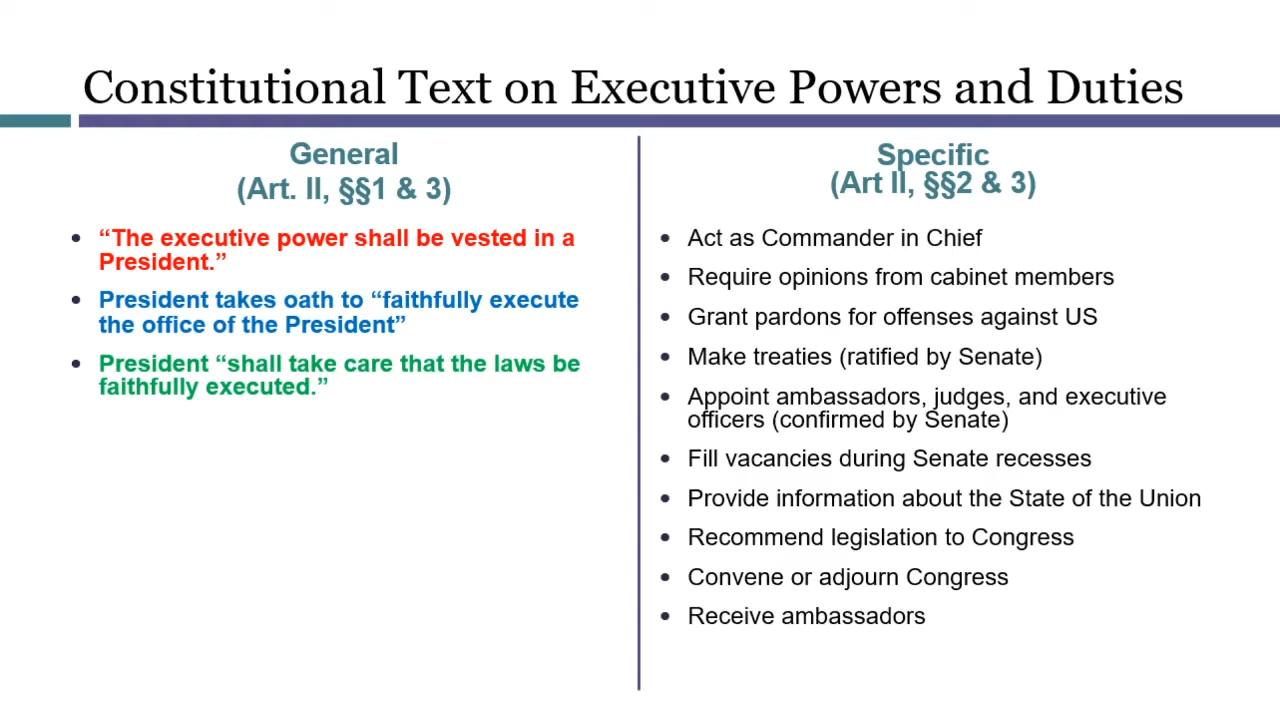 Constitutional Text on Executive Powers and Duties
General
(Art. II, §§1 & 3)
“The executive power shall be vested in a
President.”
President takes oath to “faithfully execute
the office of the President”
President “shall take care that the laws be
faithfully executed.”
Specific
(Art II, §§2 & 3)
Act as Commander in Chief
Require opinions from cabinet members
Grant pardons for offenses against US
Make treaties (ratified by Senate)
Appoint ambassadors, judges, and executive
officers (confirmed by Senate)
Fill vacancies during Senate recesses
Provide information about the State of the Union
Recommend legislation to Congress
Convene or adjourn Congress
Receive ambassadors